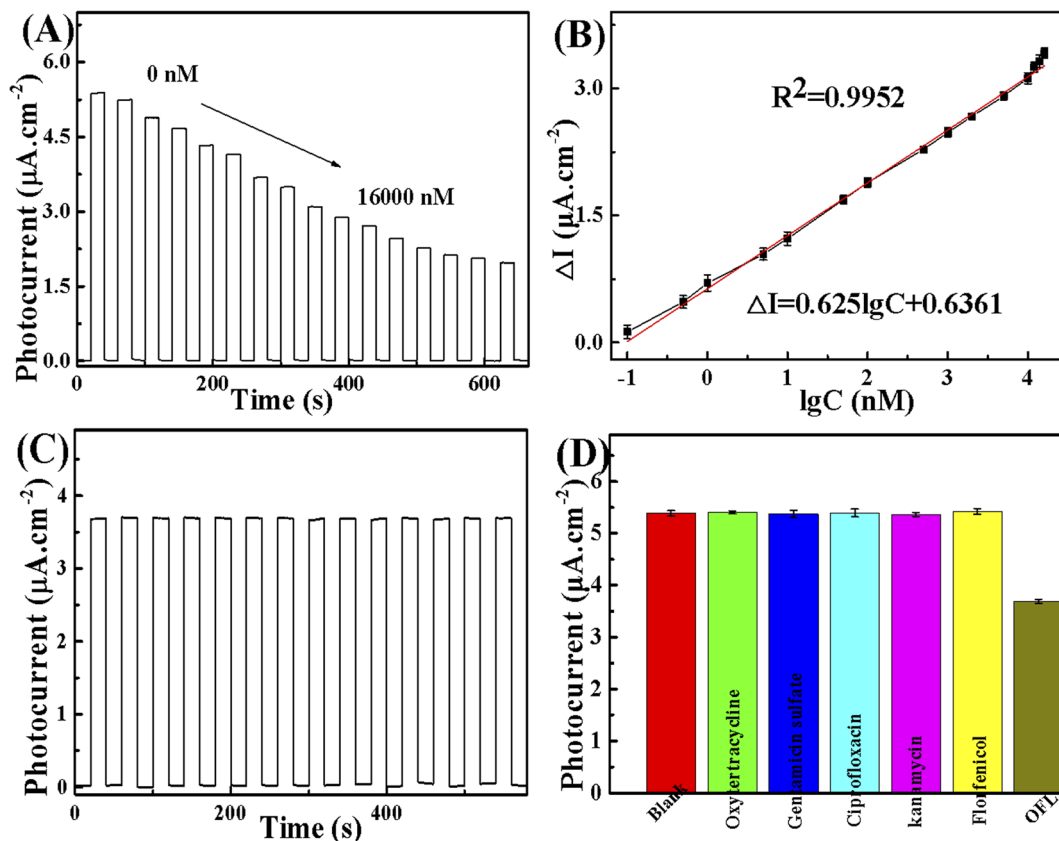 (A)
Photocurrent (μA.cm⁻²)
6.0
4.5
3.0
1.5
0.0
0 nM
16000 nM
0 200 400 600
Time (s)
(B)
ΔI (μA.cm⁻²)
3.0
1.5
0.0
R²=0.9952
ΔI=0.625lgC+0.6361
-1 0 1 2 3 4
lgC (nM)
(C)
Photocurrent (μA.cm⁻²)
4
3
2
1
0
0 200 400
Time (s)
(D)
Photocurrent (μA.cm⁻²)
6
5
4
3
2
1
0
Blank
Oxytertracycline
Gentamicin sulfate
Ciprofloxacin
kanamycin
Florfenicol
OFL